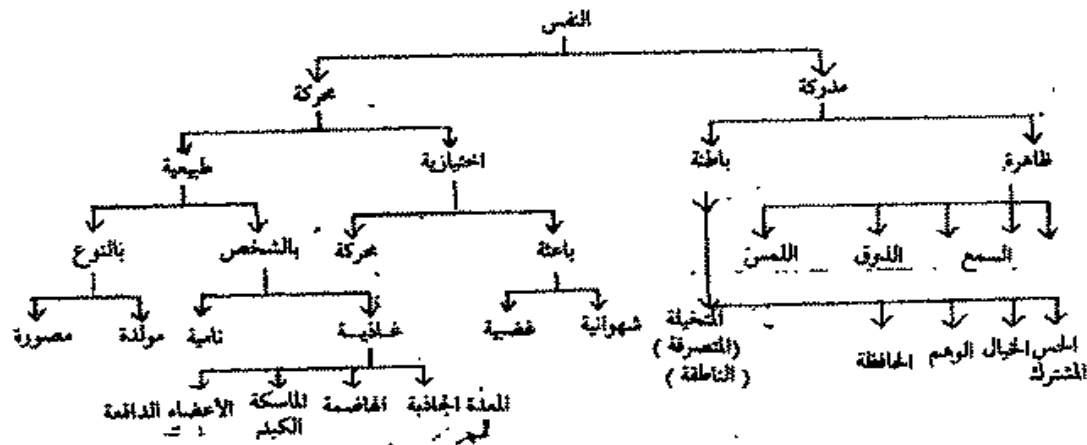 النفس
مدركة
محركة
ظاهرة
باطنة
اختيارية
طبيعية
السمع
الذوق
اللمس
باعثة
محركة
بالشخص
بالنوع
الحس المشترك
الخيال
الوهم
الحافظة
المتخيلة
(المتصرفة)
(الناطقة)
شهوانية
غضبية
غاذية
نامية
مولدة
مصورة
المعدة الجاذبة
الهاضمة
الماسكة
الكبد
الأعضاء الدافعة